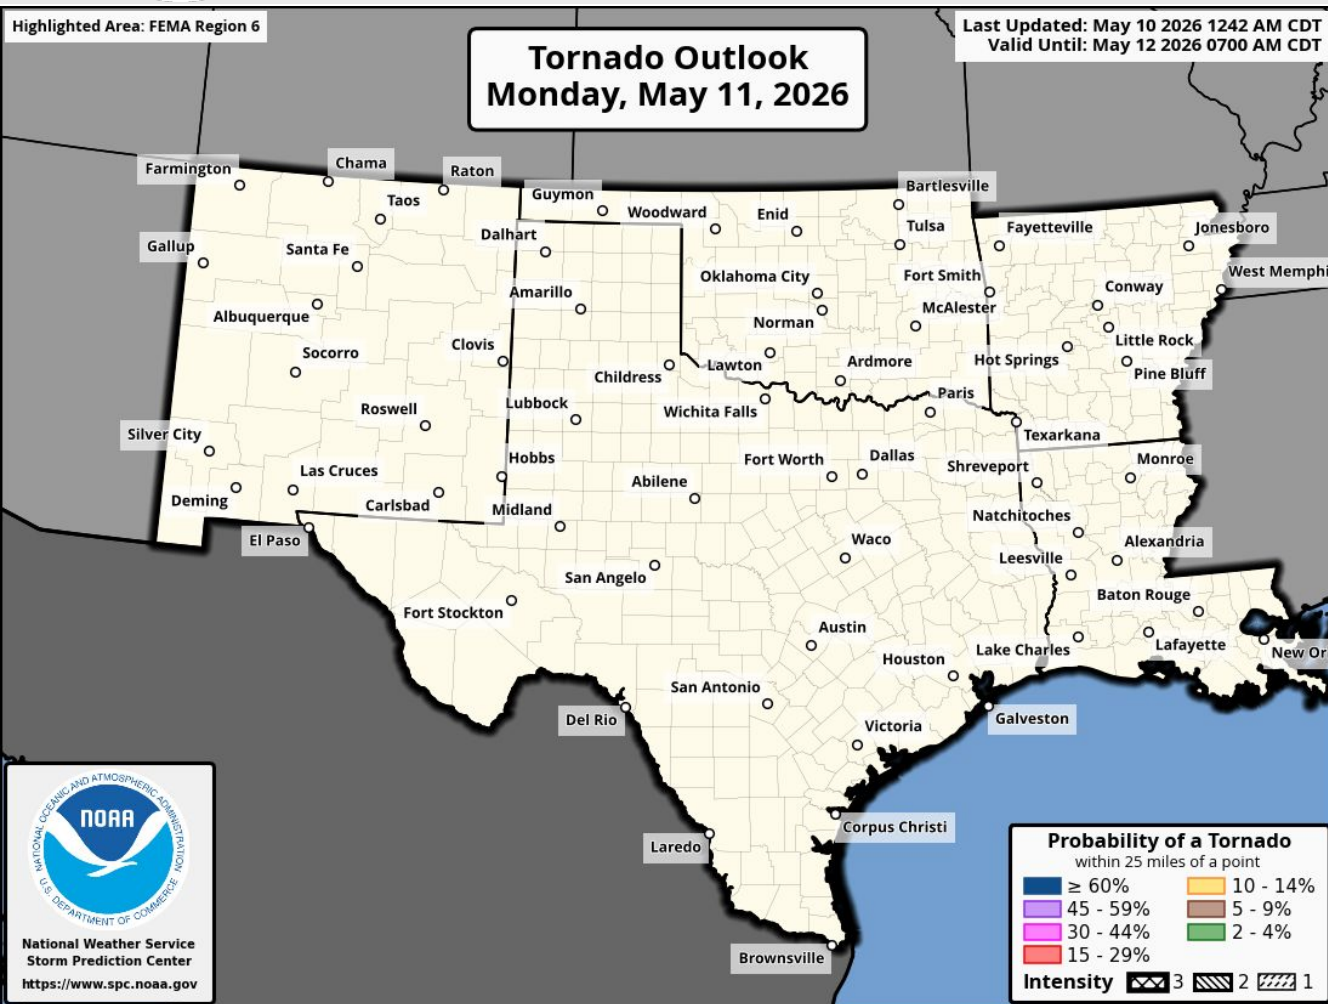 Highlighted Area: FEMA Region 6
Last Updated: May 10 2026 1242 AM CDT
Valid Until: May 12 2026 0700 AM CDT
Tornado Outlook
Monday, May 11, 2026
Farmington
Chama
Raton
Taos
Guymon
Woodward
Enid
Bartlesville
Tulsa
Fayetteville
Jonesboro
Gallup
Santa Fe
Dalhart
Oklahoma City
Fort Smith
West Memphi
Amarillo
Conway
Albuquerque
Norman
McAlester
Little Rock
Socorro
Clovis
Childress
Lawton
Ardmore
Hot Springs
Pine Bluff
Roswell
Lubbock
Wichita Falls
Paris
Texarkana
Silver City
Las Cruces
Hobbs
Abilene
Fort Worth
Dallas
Shreveport
Monroe
Deming
Carlsbad
Midland
Natchitoches
El Paso
Waco
Leesville
Alexandria
San Angelo
Baton Rouge
Fort Stockton
Austin
Houston
Lake Charles
Lafayette
New Or
San Antonio
Del Rio
Victoria
Galveston
Laredo
Corpus Christi
Brownsville
NATIONAL OCEANIC AND ATMOSPHERIC ADMINISTRATION
NOAA
U.S. DEPARTMENT OF COMMERCE
National Weather Service
Storm Prediction Center
https://www.spc.noaa.gov
Probability of a Tornado
within 25 miles of a point
≥ 60% 10 - 14%
45 - 59% 5 - 9%
30 - 44% 2 - 4%
15 - 29%
Intensity 3 2 1